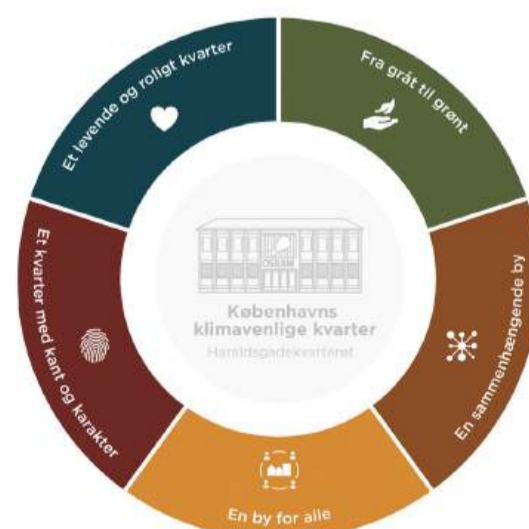 Et levende og roligt kvarter
Fra gråt til grønt
En sammenhængende by
En by for alle
Et kvarter med kant og karakter
OSRAM
Københavns
klimavenlige kvarter
Haraldsgadekvarteret